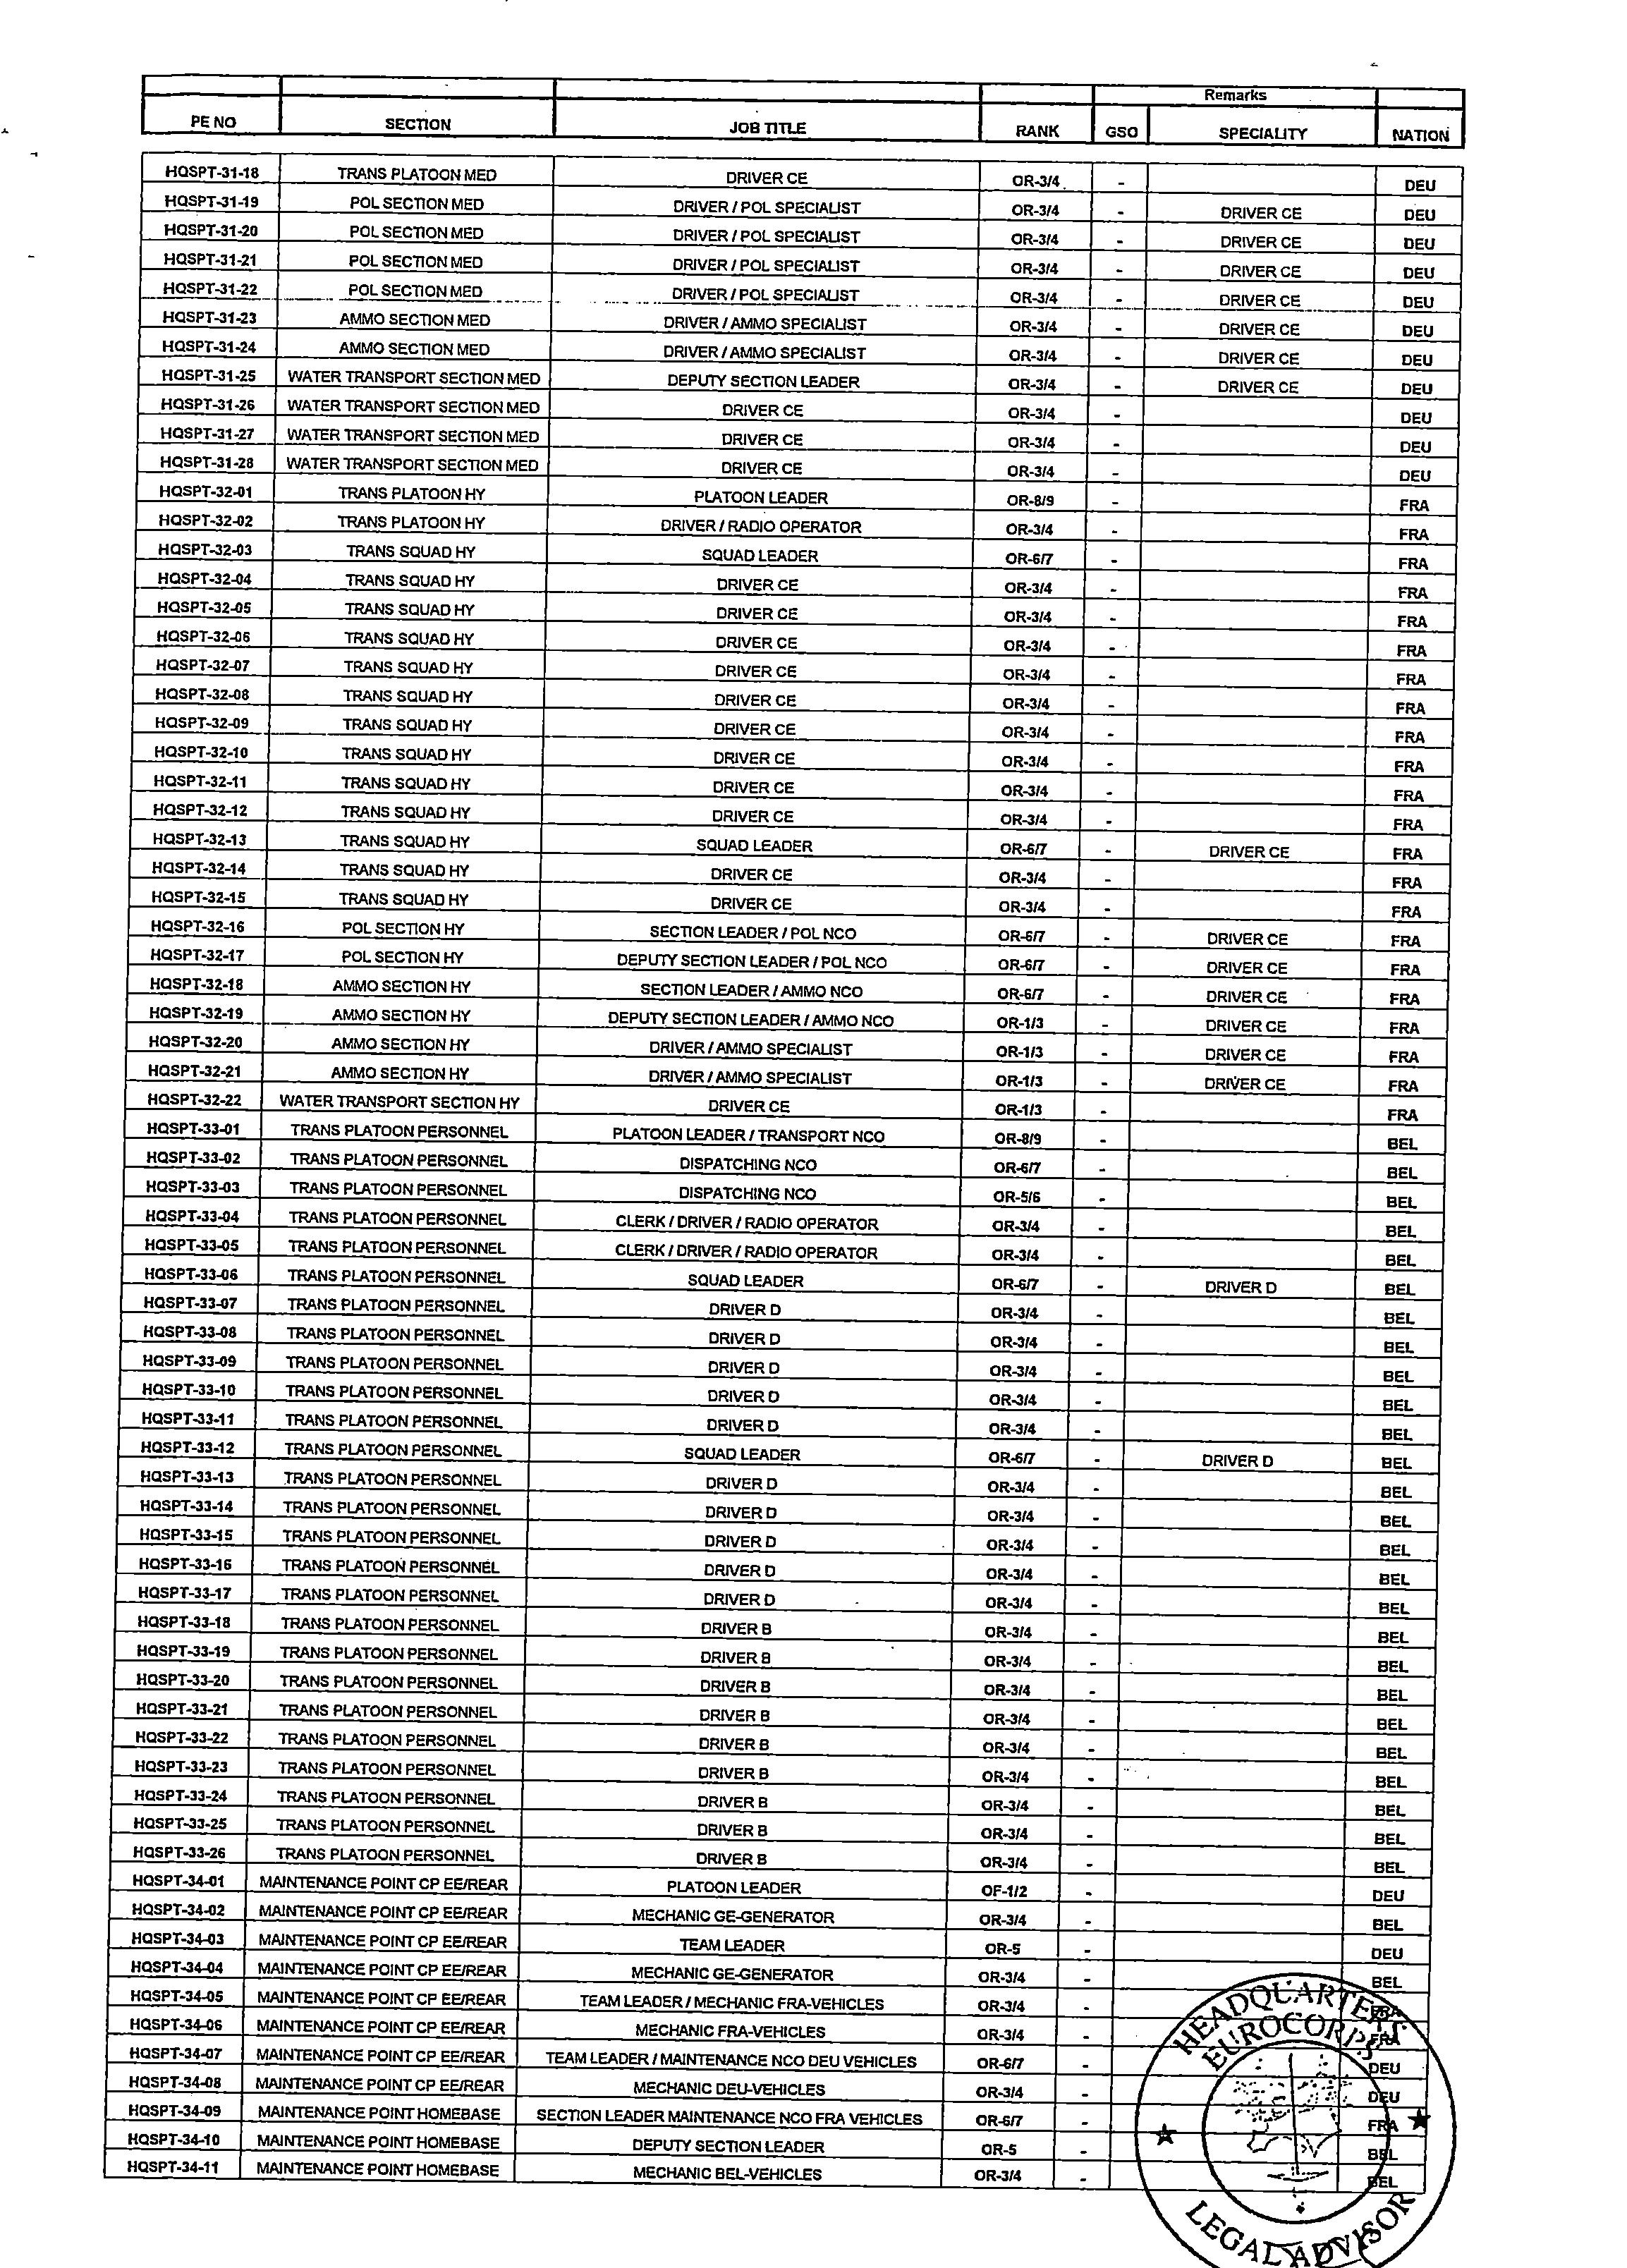 Remarks
PE NO SECTION JOB TITLE RANK GSO SPECIALITY NATION
HQSPT-31-18 TRANS PLATOON MED DRIVER CE OR-3/4 - DEU
HQSPT-31-19 POL SECTION MED DRIVER / POL SPECIALIST OR-3/4 - DRIVER CE DEU
HQSPT-31-20 POL SECTION MED DRIVER / POL SPECIALIST OR-3/4 - DRIVER CE DEU
HQSPT-31-21 POL SECTION MED DRIVER / POL SPECIALIST OR-3/4 - DRIVER CE DEU
HQSPT-31-22 POL SECTION MED DRIVER / POL SPECIALIST OR-3/4 - DRIVER CE DEU
HQSPT-31-23 AMMO SECTION MED DRIVER / AMMO SPECIALIST OR-3/4 - DRIVER CE DEU
HQSPT-31-24 AMMO SECTION MED DRIVER / AMMO SPECIALIST OR-3/4 - DRIVER CE DEU
HQSPT-31-25 WATER TRANSPORT SECTION MED DEPUTY SECTION LEADER OR-3/4 - DRIVER CE DEU
HQSPT-31-26 WATER TRANSPORT SECTION MED DRIVER CE OR-3/4 - DEU
HQSPT-31-27 WATER TRANSPORT SECTION MED DRIVER CE OR-3/4 - DEU
HQSPT-31-28 WATER TRANSPORT SECTION MED DRIVER CE OR-3/4 - DEU
HQSPT-32-01 TRANS PLATOON HY PLATOON LEADER OR-8/9 - FRA
HQSPT-32-02 TRANS PLATOON HY DRIVER / RADIO OPERATOR OR-3/4 - FRA
HQSPT-32-03 TRANS SQUAD HY SQUAD LEADER OR-6/7 - FRA
HQSPT-32-04 TRANS SQUAD HY DRIVER CE OR-3/4 - FRA
HQSPT-32-05 TRANS SQUAD HY DRIVER CE OR-3/4 - FRA
HQSPT-32-06 TRANS SQUAD HY DRIVER CE OR-3/4 - FRA
HQSPT-32-07 TRANS SQUAD HY DRIVER CE OR-3/4 - FRA
HQSPT-32-08 TRANS SQUAD HY DRIVER CE OR-3/4 - FRA
HQSPT-32-09 TRANS SQUAD HY DRIVER CE OR-3/4 - FRA
HQSPT-32-10 TRANS SQUAD HY DRIVER CE OR-3/4 - FRA
HQSPT-32-11 TRANS SQUAD HY DRIVER CE OR-3/4 - FRA
HQSPT-32-12 TRANS SQUAD HY DRIVER CE OR-3/4 - FRA
HQSPT-32-13 TRANS SQUAD HY SQUAD LEADER OR-6/7 - DRIVER CE FRA
HQSPT-32-14 TRANS SQUAD HY DRIVER CE OR-3/4 - FRA
HQSPT-32-15 TRANS SQUAD HY DRIVER CE OR-3/4 - FRA
HQSPT-32-16 POL SECTION HY SECTION LEADER / POL NCO OR-6/7 - DRIVER CE FRA
HQSPT-32-17 POL SECTION HY DEPUTY SECTION LEADER / POL NCO OR-6/7 - DRIVER CE FRA
HQSPT-32-18 AMMO SECTION HY SECTION LEADER / AMMO NCO OR-6/7 - DRIVER CE FRA
HQSPT-32-19 AMMO SECTION HY DEPUTY SECTION LEADER / AMMO NCO OR-1/3 - DRIVER CE FRA
HQSPT-32-20 AMMO SECTION HY DRIVER / AMMO SPECIALIST OR-1/3 - DRIVER CE FRA
HQSPT-32-21 AMMO SECTION HY DRIVER / AMMO SPECIALIST OR-1/3 - DRIVER CE FRA
HQSPT-32-22 WATER TRANSPORT SECTION HY DRIVER CE OR-1/3 - FRA
HQSPT-33-01 TRANS PLATOON PERSONNEL PLATOON LEADER / TRANSPORT NCO OR-8/9 - BEL
HQSPT-33-02 TRANS PLATOON PERSONNEL DISPATCHING NCO OR-6/7 - BEL
HQSPT-33-03 TRANS PLATOON PERSONNEL DISPATCHING NCO OR-5/6 - BEL
HQSPT-33-04 TRANS PLATOON PERSONNEL CLERK / DRIVER / RADIO OPERATOR OR-3/4 - BEL
HQSPT-33-05 TRANS PLATOON PERSONNEL CLERK / DRIVER / RADIO OPERATOR OR-3/4 - BEL
HQSPT-33-06 TRANS PLATOON PERSONNEL SQUAD LEADER OR-6/7 - DRIVER D BEL
HQSPT-33-07 TRANS PLATOON PERSONNEL DRIVER D OR-3/4 - BEL
HQSPT-33-08 TRANS PLATOON PERSONNEL DRIVER D OR-3/4 - BEL
HQSPT-33-09 TRANS PLATOON PERSONNEL DRIVER D OR-3/4 - BEL
HQSPT-33-10 TRANS PLATOON PERSONNEL DRIVER D OR-3/4 - BEL
HQSPT-33-11 TRANS PLATOON PERSONNEL DRIVER D OR-3/4 - BEL
HQSPT-33-12 TRANS PLATOON PERSONNEL SQUAD LEADER OR-6/7 - DRIVER D BEL
HQSPT-33-13 TRANS PLATOON PERSONNEL DRIVER D OR-3/4 - BEL
HQSPT-33-14 TRANS PLATOON PERSONNEL DRIVER D OR-3/4 - BEL
HQSPT-33-15 TRANS PLATOON PERSONNEL DRIVER D OR-3/4 - BEL
HQSPT-33-16 TRANS PLATOON PERSONNEL DRIVER D OR-3/4 - BEL
HQSPT-33-17 TRANS PLATOON PERSONNEL DRIVER D OR-3/4 - BEL
HQSPT-33-18 TRANS PLATOON PERSONNEL DRIVER B OR-3/4 - BEL
HQSPT-33-19 TRANS PLATOON PERSONNEL DRIVER B OR-3/4 - BEL
HQSPT-33-20 TRANS PLATOON PERSONNEL DRIVER B OR-3/4 - BEL
HQSPT-33-21 TRANS PLATOON PERSONNEL DRIVER B OR-3/4 - BEL
HQSPT-33-22 TRANS PLATOON PERSONNEL DRIVER B OR-3/4 - BEL
HQSPT-33-23 TRANS PLATOON PERSONNEL DRIVER B OR-3/4 - BEL
HQSPT-33-24 TRANS PLATOON PERSONNEL DRIVER B OR-3/4 - BEL
HQSPT-33-25 TRANS PLATOON PERSONNEL DRIVER B OR-3/4 - BEL
HQSPT-33-26 TRANS PLATOON PERSONNEL DRIVER B OR-3/4 - BEL
HQSPT-34-01 MAINTENANCE POINT CP EE/REAR PLATOON LEADER OF-1/2 - DEU
HQSPT-34-02 MAINTENANCE POINT CP EE/REAR MECHANIC GE-GENERATOR OR-3/4 - BEL
HQSPT-34-03 MAINTENANCE POINT CP EE/REAR TEAM LEADER OR-5 - DEU
HQSPT-34-04 MAINTENANCE POINT CP EE/REAR MECHANIC GE-GENERATOR OR-3/4 - BEL
HQSPT-34-05 MAINTENANCE POINT CP EE/REAR TEAM LEADER / MECHANIC FRA-VEHICLES OR-3/4 - FRA
HQSPT-34-06 MAINTENANCE POINT CP EE/REAR MECHANIC FRA-VEHICLES OR-3/4 - FRA
HQSPT-34-07 MAINTENANCE POINT CP EE/REAR TEAM LEADER / MAINTENANCE NCO DEU VEHICLES OR-6/7 - DEU
HQSPT-34-08 MAINTENANCE POINT CP EE/REAR MECHANIC DEU-VEHICLES OR-3/4 - DEU
HQSPT-34-09 MAINTENANCE POINT HOMEBASE SECTION LEADER MAINTENANCE NCO FRA VEHICLES OR-6/7 - FRA
HQSPT-34-10 MAINTENANCE POINT HOMEBASE DEPUTY SECTION LEADER OR-5 - BEL
HQSPT-34-11 MAINTENANCE POINT HOMEBASE MECHANIC BEL-VEHICLES OR-3/4 - BEL
HEADQUARTERS
EUROCORPS
LEGAL ADVISOR